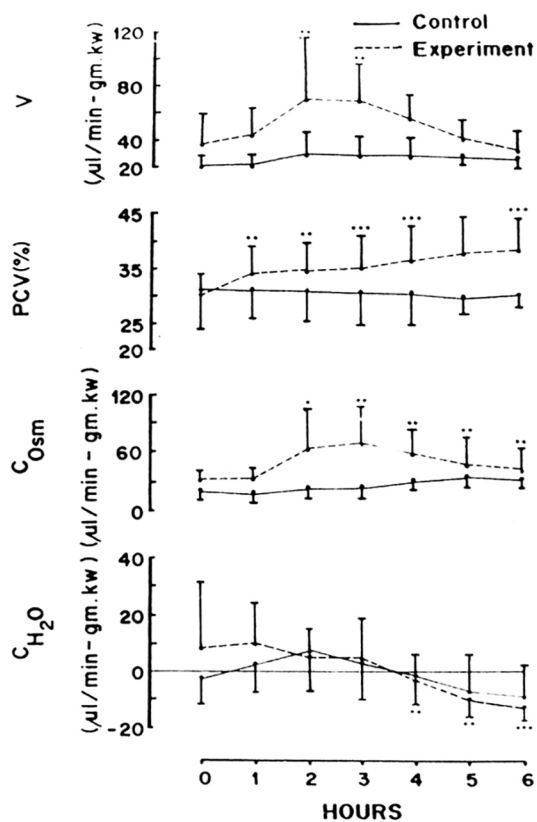 Control
Experiment
V
(μl/min-gm.kw)
120
80
40
20
PCV(%)
45
35
25
20
C Osm
(μl/min-gm.kw)
120
60
0
C H₂O
(μl/min-gm.kw)
40
20
0
-20
0 1 2 3 4 5 6
HOURS